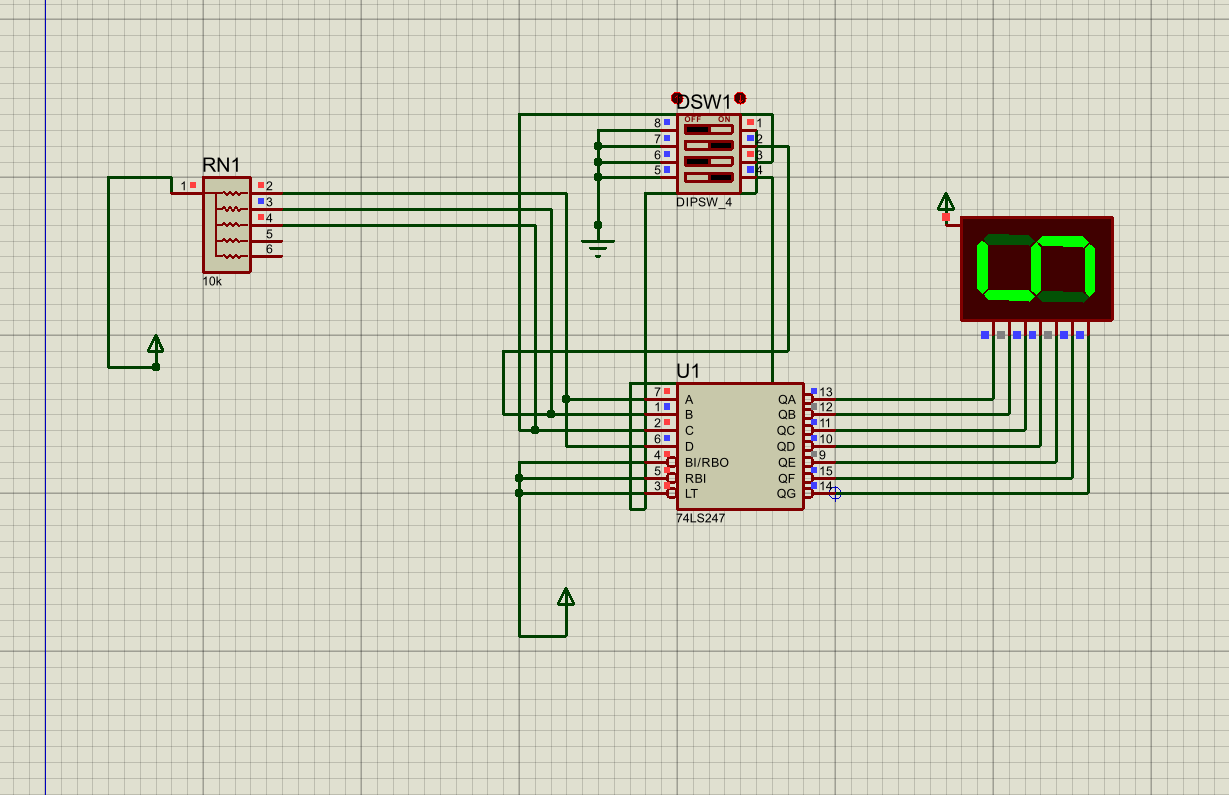 DSW1
OFF ON
8 1
7 2
6 3
5 4
DIPSW_4
RN1
1 2
3
4
5
6
10k
U1
7 A QA 13
1 B QB 12
2 C QC 11
6 D QD 10
4 BI/RBO QE 9
5 RBI QF 15
3 LT QG 14
74LS247